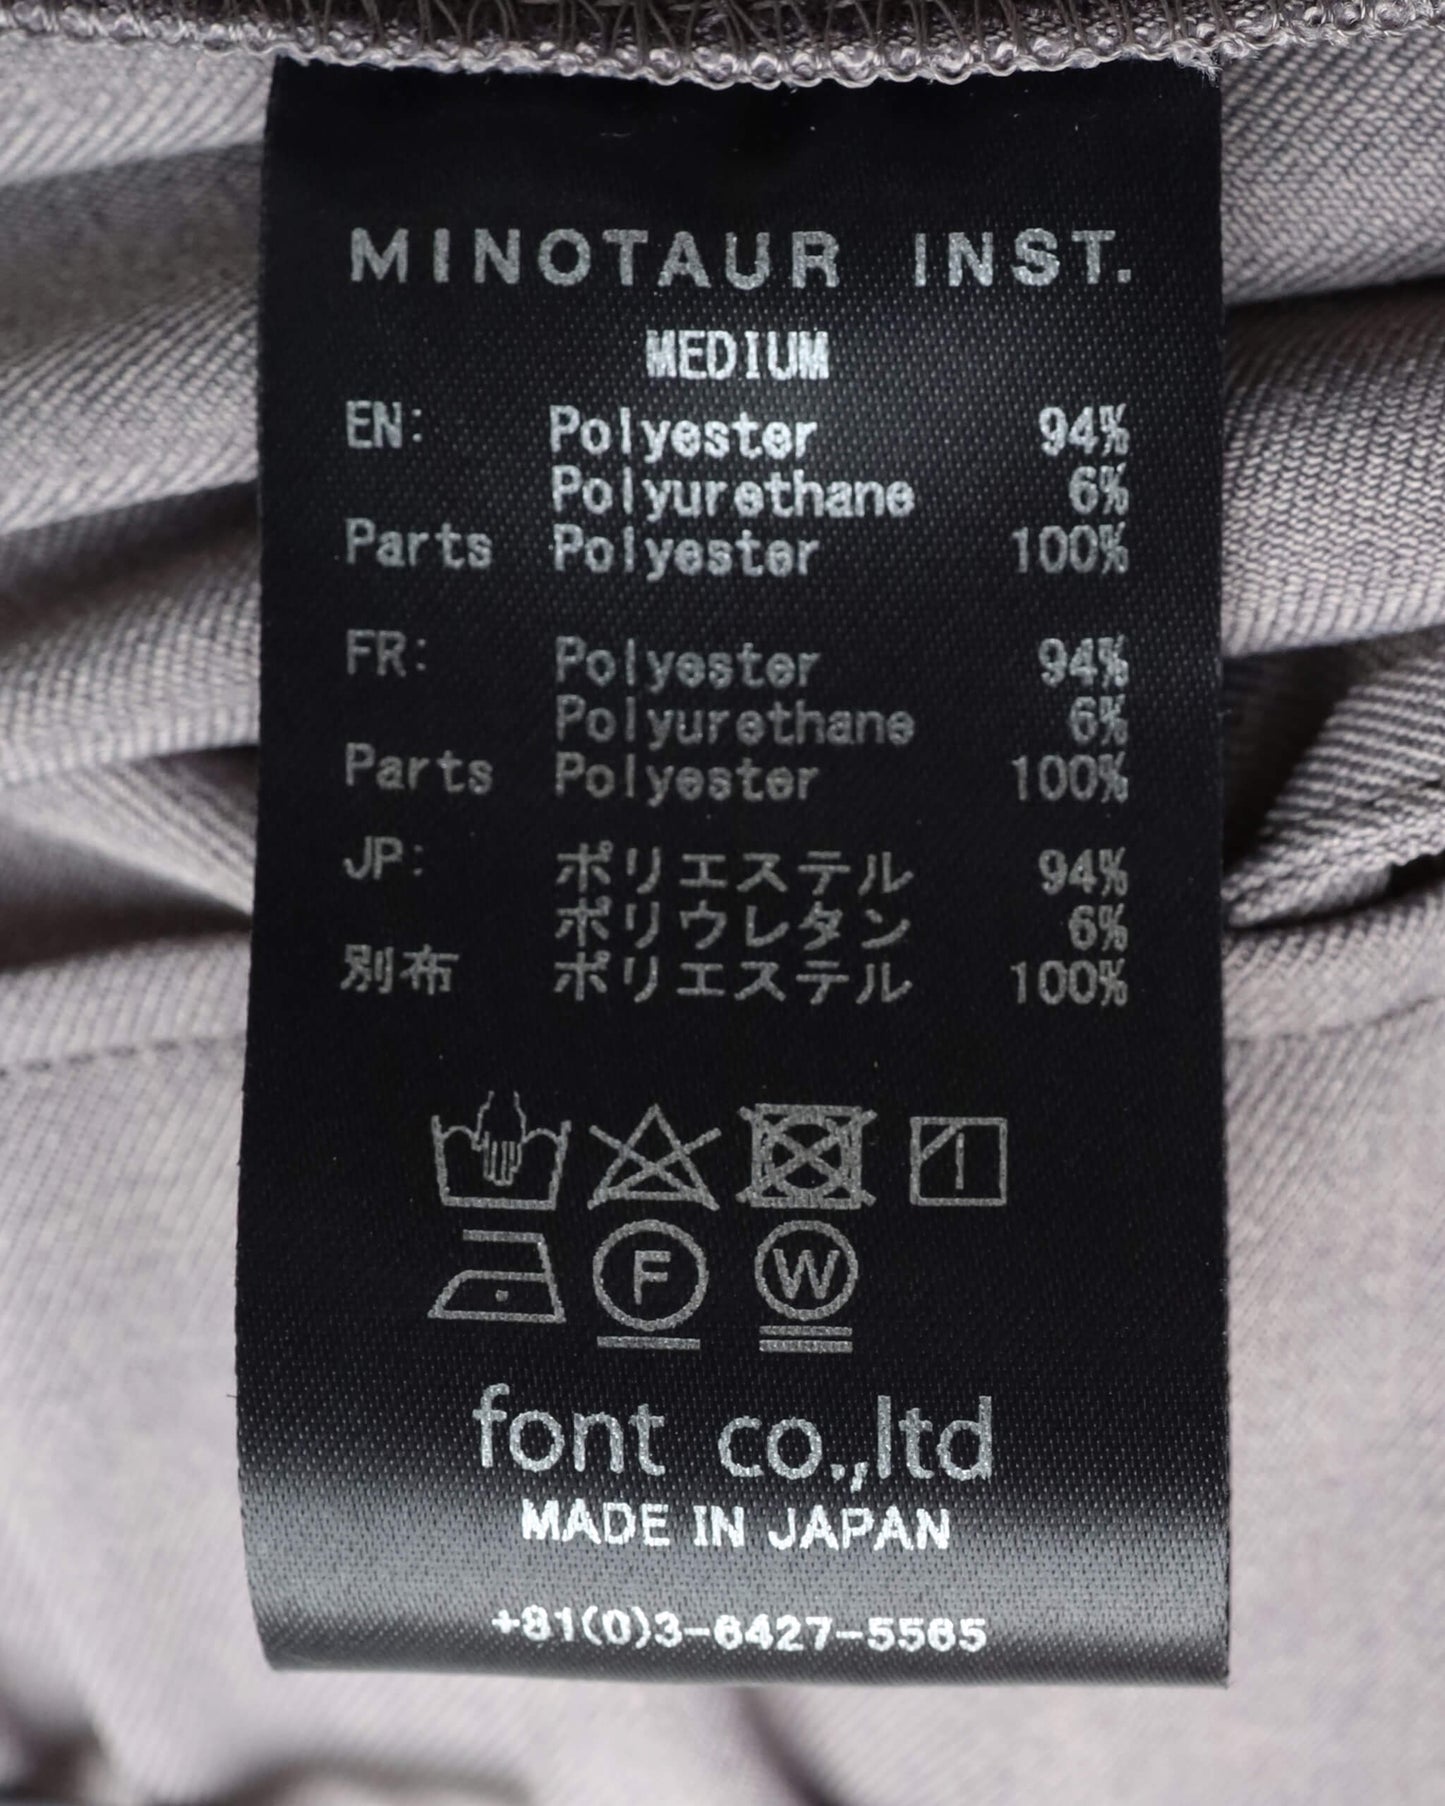 MINOTAUR INST.
MEDIUM
EN: Polyester 94%
Polyurethane 6%
Parts Polyester 100%
FR: Polyester 94%
Polyurethane 6%
Parts Polyester 100%
JP: ポリエステル 94%
ポリウレタン 6%
別布 ポリエステル 100%
F W
font co.,ltd
MADE IN JAPAN
+81(0)3-6427-5565